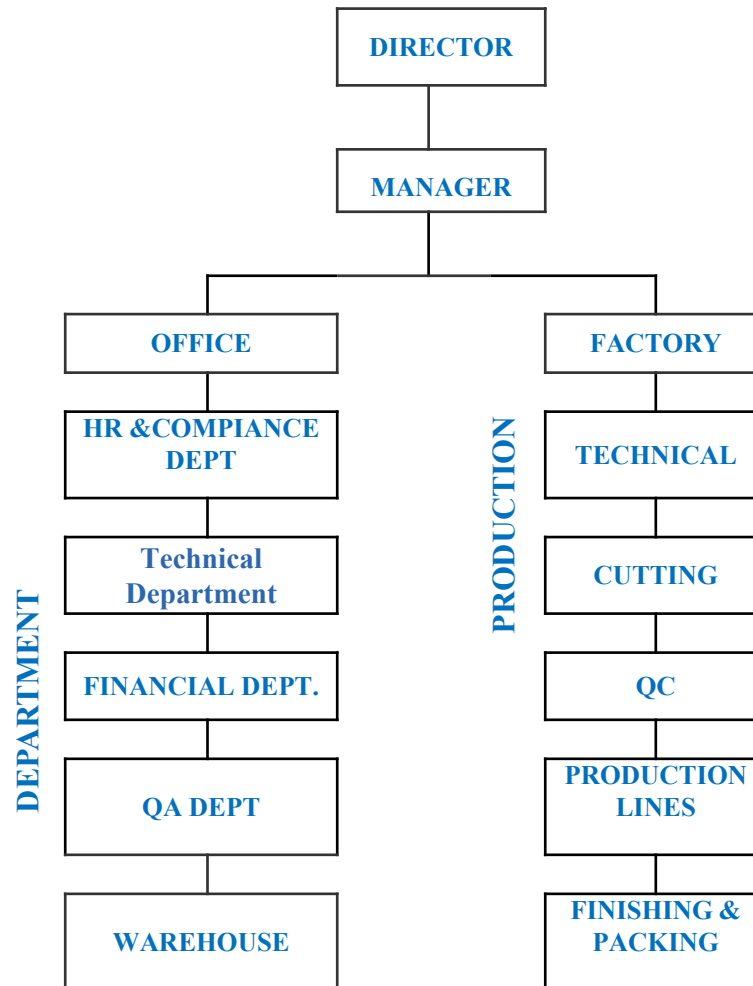 DIRECTOR
MANAGER
OFFICE
HR &COMPIANCE
DEPT
Technical
Department
FINANCIAL DEPT.
QA DEPT
WAREHOUSE
DEPARTMENT
FACTORY
TECHNICAL
CUTTING
QC
PRODUCTION
LINES
FINISHING &
PACKING
PRODUCTION